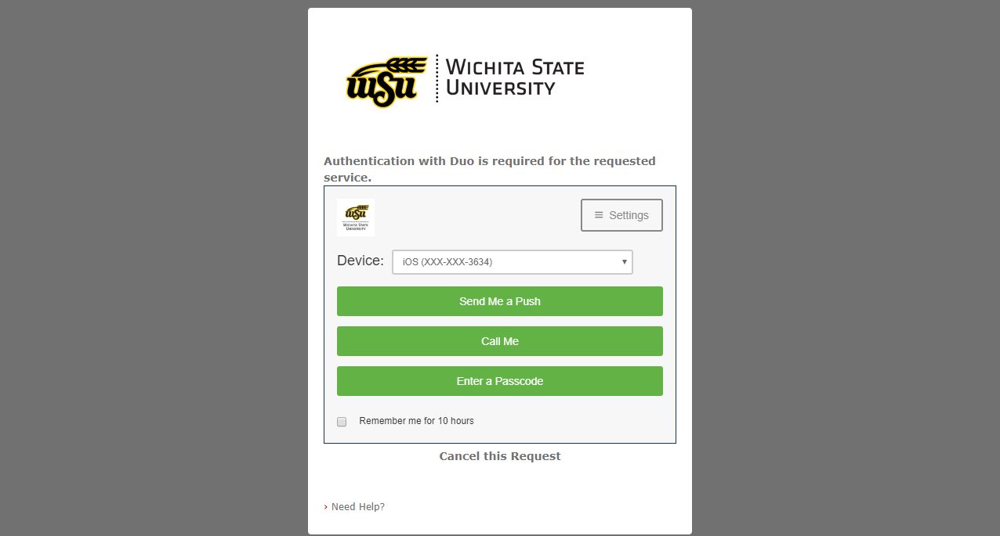 wsu
WICHITA STATE
UNIVERSITY
Authentication with Duo is required for the requested
service.
wsu
WICHITA STATE
UNIVERSITY
Settings
Device: iOS (XXX-XXX-3634)
Send Me a Push
Call Me
Enter a Passcode
Remember me for 10 hours
Cancel this Request
› Need Help?